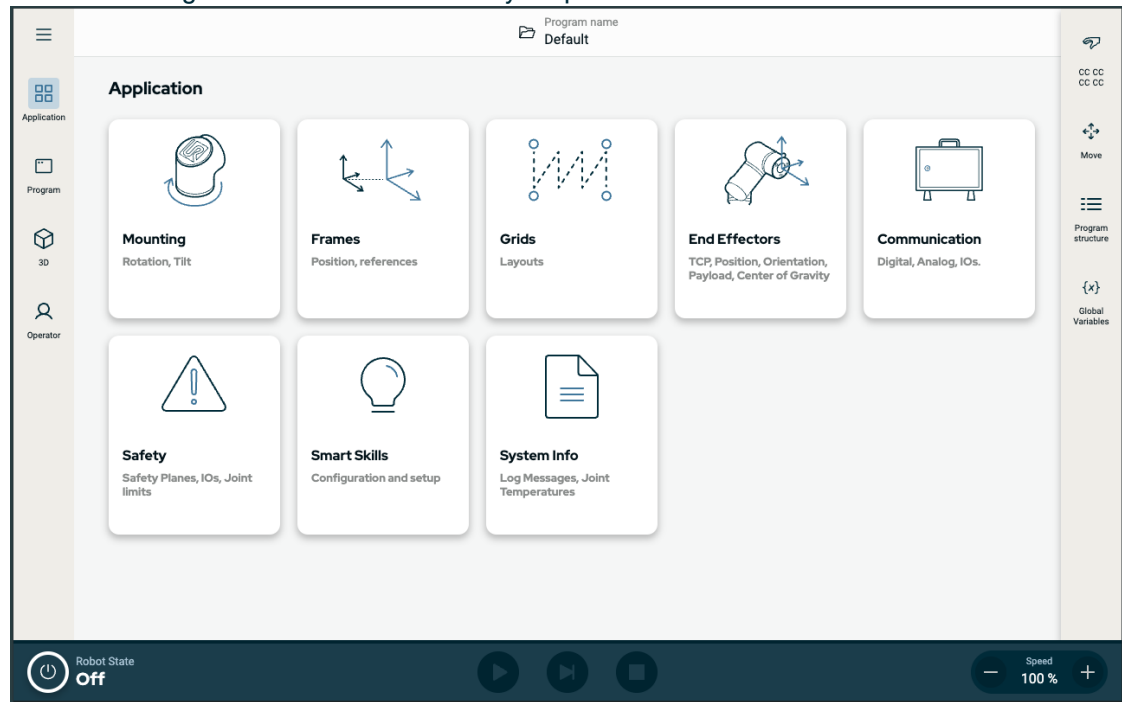 Program name
Default
Application
Program
3D
Operator
Application
Mounting
Rotation, Tilt
Frames
Position, references
Grids
Layouts
End Effectors
TCP, Position, Orientation,
Payload, Center of Gravity
Communication
Digital, Analog, IOs.
Safety
Safety Planes, IOs, Joint
limits
Smart Skills
Configuration and setup
System Info
Log Messages, Joint
Temperatures
CC CC
CC CC
Move
Program
structure
{x}
Global
Variables
Robot State
Off
Speed
100 %